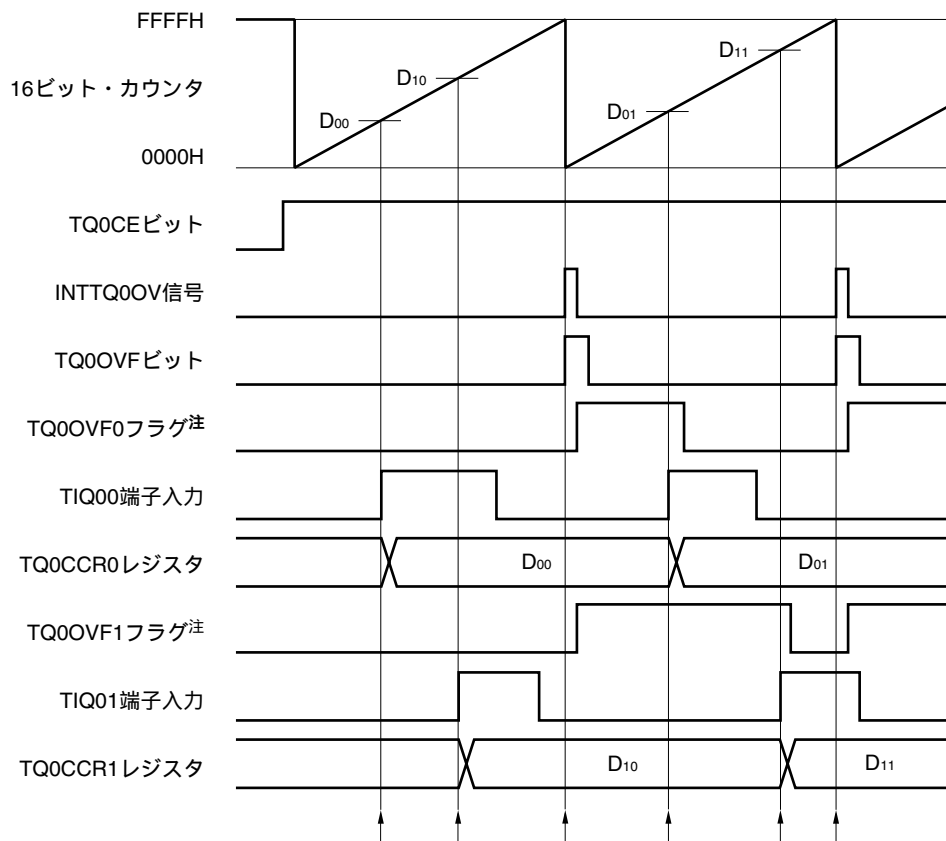 FFFFH
D11
D10
16ビット・カウンタ
D01
D00
0000H
TQ0CEビット
INTTQ0OV信号
TQ0OVFビット
TQ0OVF0フラグ注
TIQ00端子入力
TQ0CCR0レジスタ
D00
D01
TQ0OVF1フラグ注
TIQ01端子入力
TQ0CCR1レジスタ
D10
D11